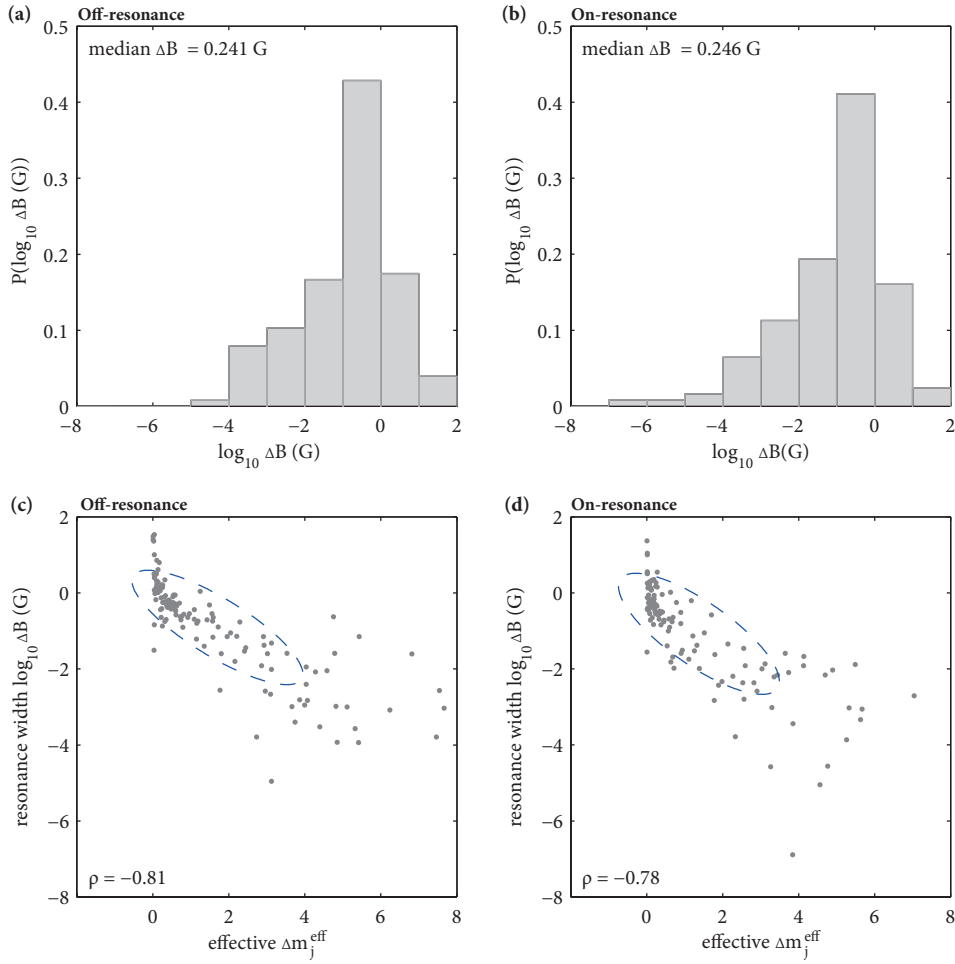 (a) Off-resonance
median ΔB = 0.241 G
P(log10 ΔB (G))
0.5
0.4
0.3
0.2
0.1
0
−8 −6 −4 −2 0 2
log10 ΔB (G)
(b) On-resonance
median ΔB = 0.246 G
P(log10 ΔB (G))
0.5
0.4
0.3
0.2
0.1
0
−8 −6 −4 −2 0 2
log10 ΔB(G)
(c) Off-resonance
resonance width log10 ΔB (G)
2
0
−2
−4
−6
−8
ρ = −0.81
0 2 4 6 8
effective Δm_j^eff
(d) On-resonance
resonance width log10 ΔB (G)
2
0
−2
−4
−6
−8
ρ = −0.78
0 2 4 6 8
effective Δm_j^eff